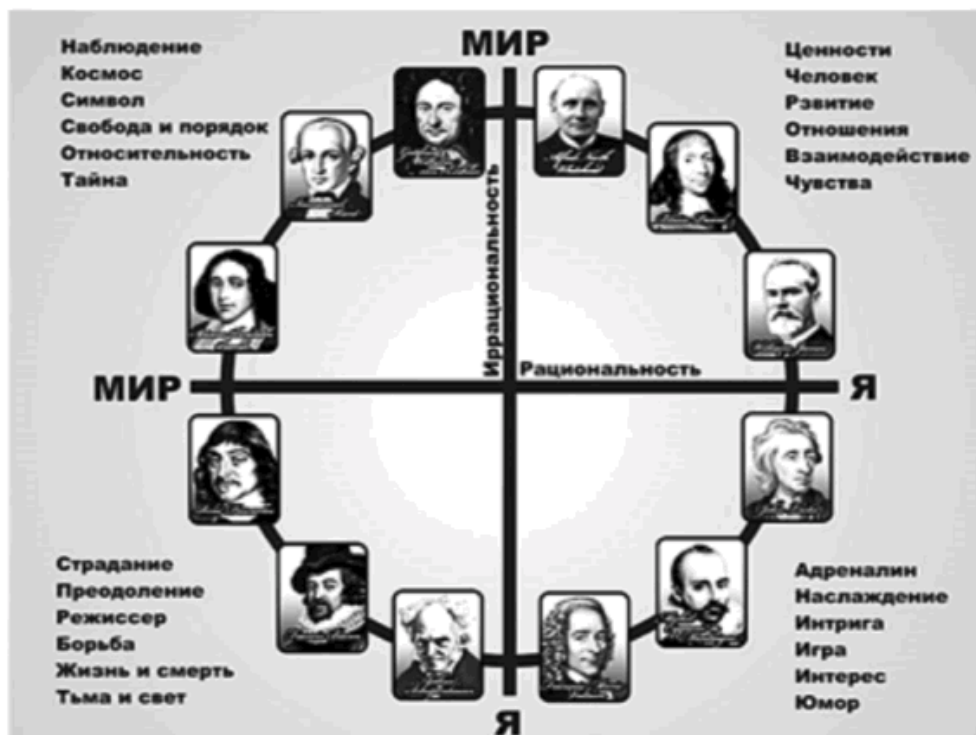 МИР
Наблюдение
Космос
Символ
Свобода и порядок
Относительность
Тайна
Ценности
Человек
Рзвитие
Отношения
Взаимодействие
Чувства
Иррациональность
Рациональность
МИР
Я
Страдание
Преодоление
Режиссер
Борьба
Жизнь и смерть
Тьма и свет
Адреналин
Наслаждение
Интрига
Игра
Интерес
Юмор
Я